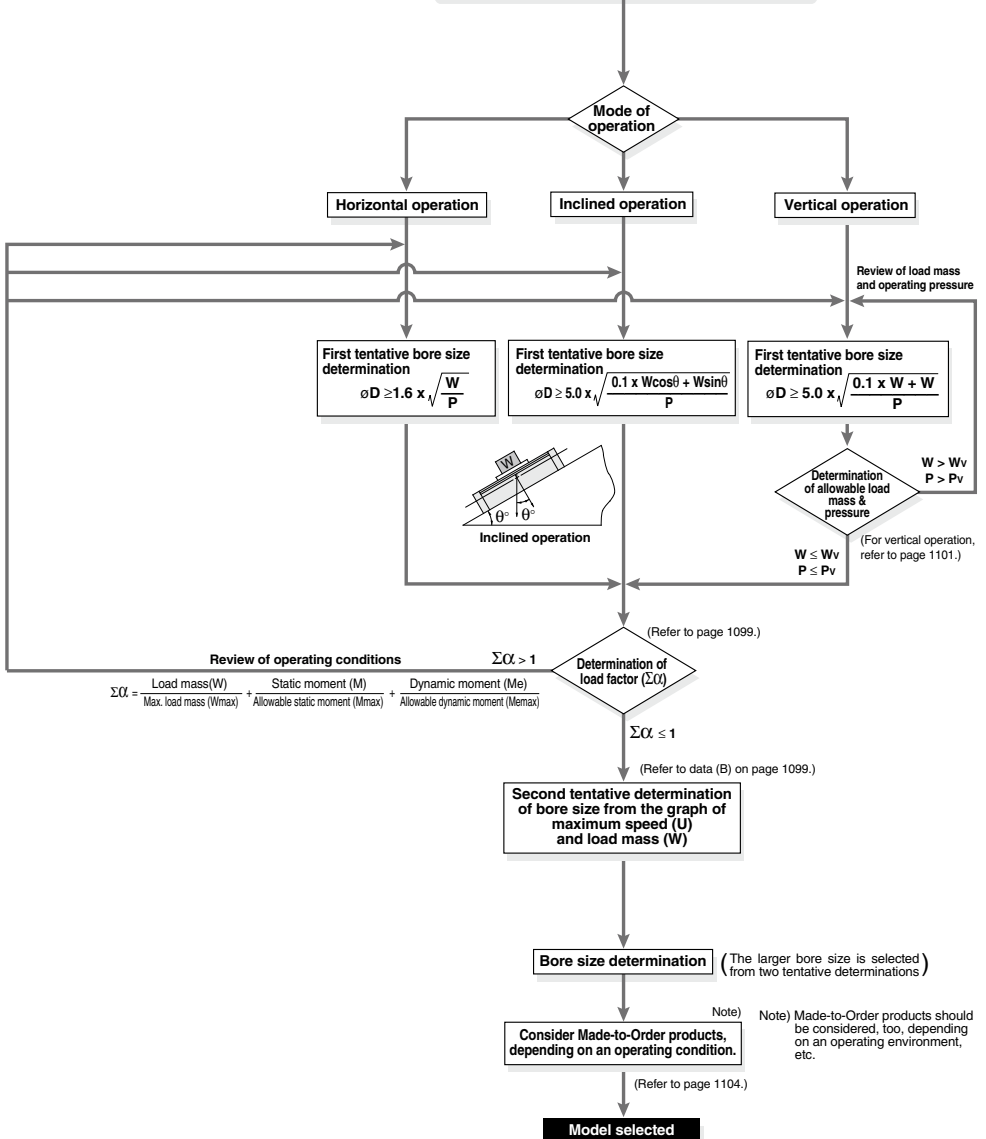 Mode of
operation
Horizontal operation
Inclined operation
Vertical operation
Review of load mass
and operating pressure
First tentative bore size
determination
øD ≥1.6 x √ W
P
First tentative bore size
determination
øD ≥ 5.0 x √ 0.1 x Wcosθ + Wsinθ
P
First tentative bore size
determination
øD ≥ 5.0 x √ 0.1 x W + W
P
W
θ° θ°
Inclined operation
Determination
of allowable load
mass &
pressure
W > Wv
P > Pv
(For vertical operation,
refer to page 1101.)
W ≤ Wv
P ≤ Pv
(Refer to page 1099.)
Determination of
load factor (Σα)
Review of operating conditions
Σα > 1
Σα = Load mass(W) + Static moment (M) + Dynamic moment (Me)
Max. load mass (Wmax) Allowable static moment (Mmax) Allowable dynamic moment (Memax)
Σα ≤ 1
(Refer to data (B) on page 1099.)
Second tentative determination
of bore size from the graph of
maximum speed (U)
and load mass (W)
Bore size determination
(The larger bore size is selected
from two tentative determinations)
Note)
Consider Made-to-Order products,
depending on an operating condition.
Note) Made-to-Order products should
be considered, too, depending
on an operating environment,
etc.
(Refer to page 1104.)
Model selected